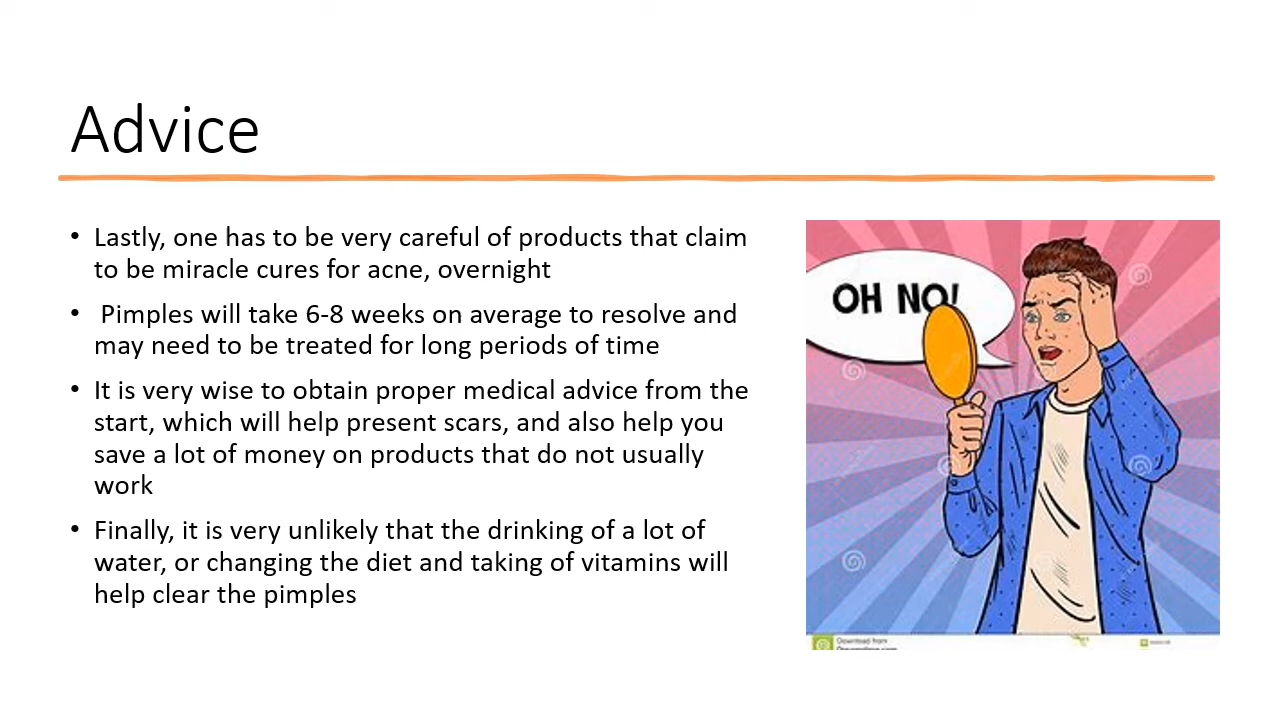 Advice
• Lastly, one has to be very careful of products that claim
to be miracle cures for acne, overnight
• Pimples will take 6-8 weeks on average to resolve and
may need to be treated for long periods of time
• It is very wise to obtain proper medical advice from the
start, which will help present scars, and also help you
save a lot of money on products that do not usually
work
• Finally, it is very unlikely that the drinking of a lot of
water, or changing the diet and taking of vitamins will
help clear the pimples
OH NO!
Download from